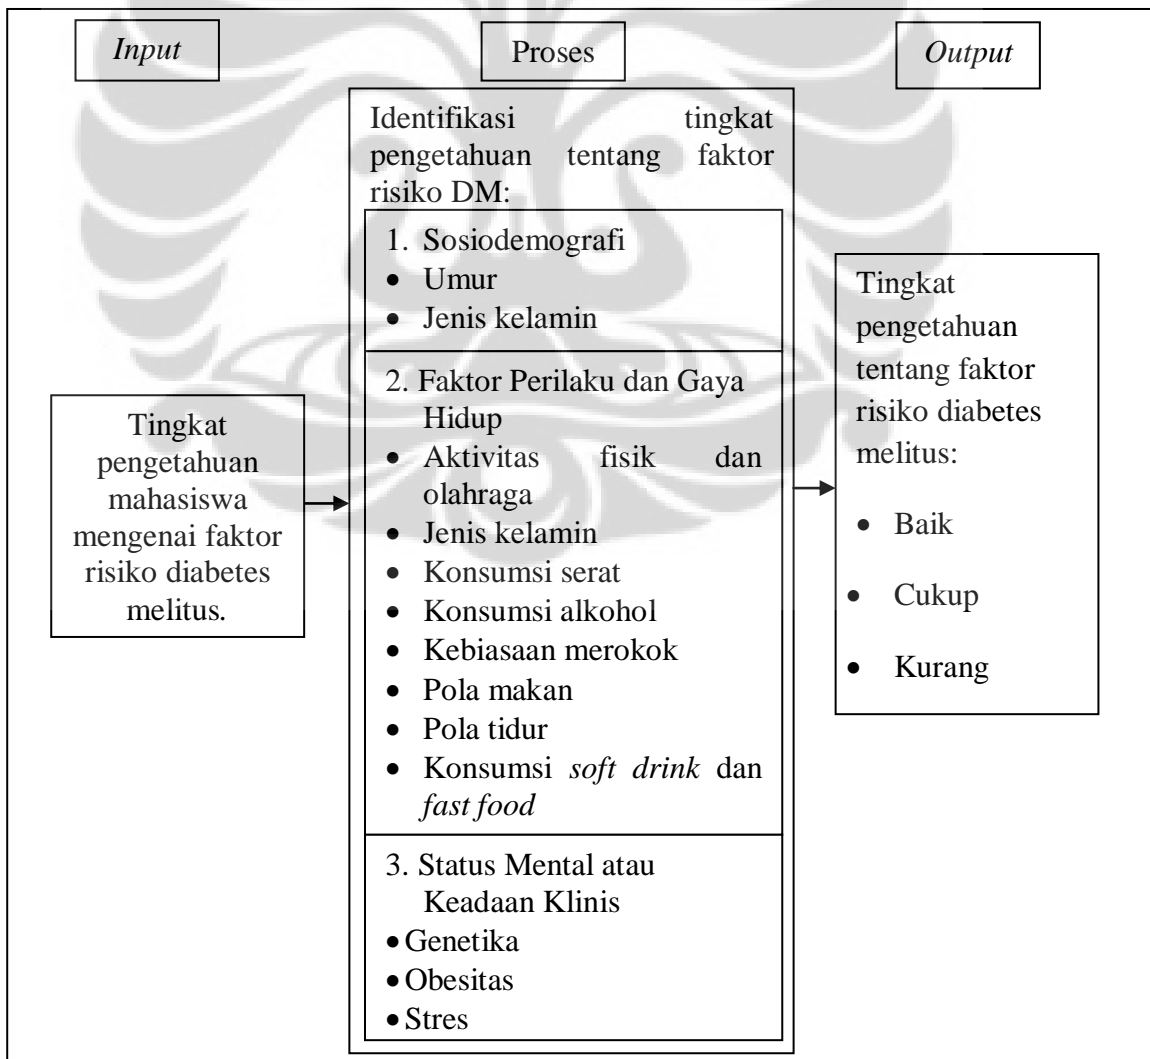 Input
Proses
Output
Tingkat
pengetahuan
mahasiswa
mengenai faktor
risiko diabetes
melitus.
Identifikasi tingkat
pengetahuan tentang faktor
risiko DM:
1. Sosiodemografi
• Umur
• Jenis kelamin
2. Faktor Perilaku dan Gaya
Hidup
• Aktivitas fisik dan
olahraga
• Jenis kelamin
• Konsumsi serat
• Konsumsi alkohol
• Kebiasaan merokok
• Pola makan
• Pola tidur
• Konsumsi soft drink dan
fast food
3. Status Mental atau
Keadaan Klinis
• Genetika
• Obesitas
• Stres
Tingkat
pengetahuan
tentang faktor
risiko diabetes
melitus:
• Baik
• Cukup
• Kurang